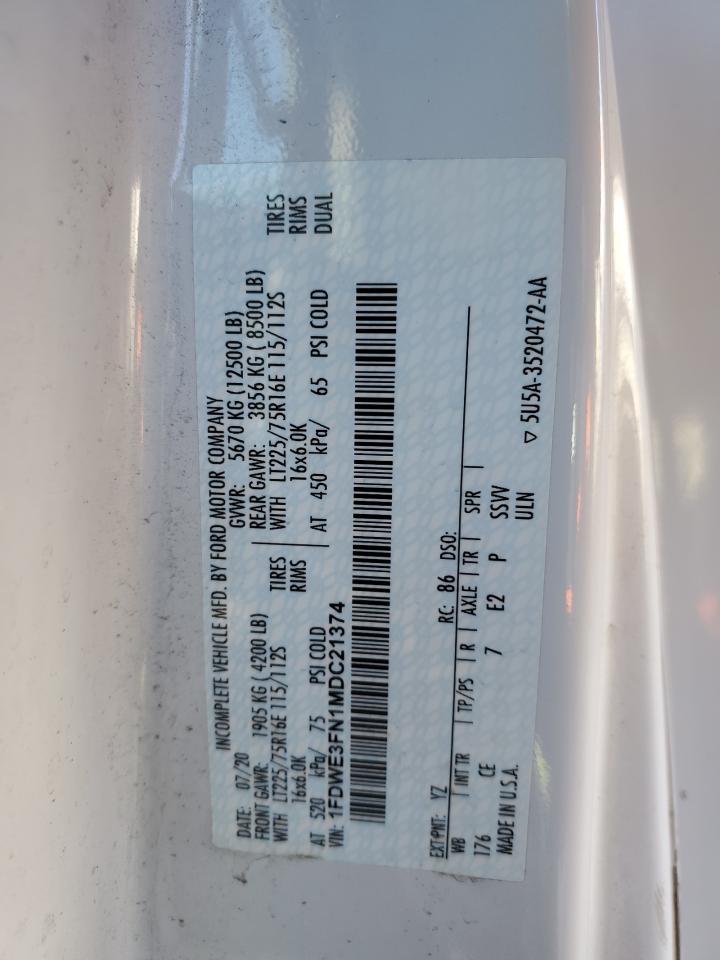 INCOMPLETE VEHICLE MFD. BY FORD MOTOR COMPANY
DATE: 07/20 GVWR: 5670 KG (12500 LB)
FRONT GAWR: 1905 KG ( 4200 LB) REAR GAWR: 3856 KG ( 8500 LB)
WITH LT225/75R16E 115/112S TIRES WITH LT225/75R16E 115/112S TIRES
16x6.0K RIMS 16x6.0K RIMS
AT 520 kPa/ 75 PSI COLD AT 450 kPa/ 65 PSI COLD DUAL
VIN: 1FDWE3FN1MDC21374
EXT PNT: YZ RC: 86 DSO:
WB INT TR TP/PS R AXLE TR SPR
176 CE 7 E2 P SSVV
MADE IN U.S.A. ULN
▽ 5U5A-3520472-AA